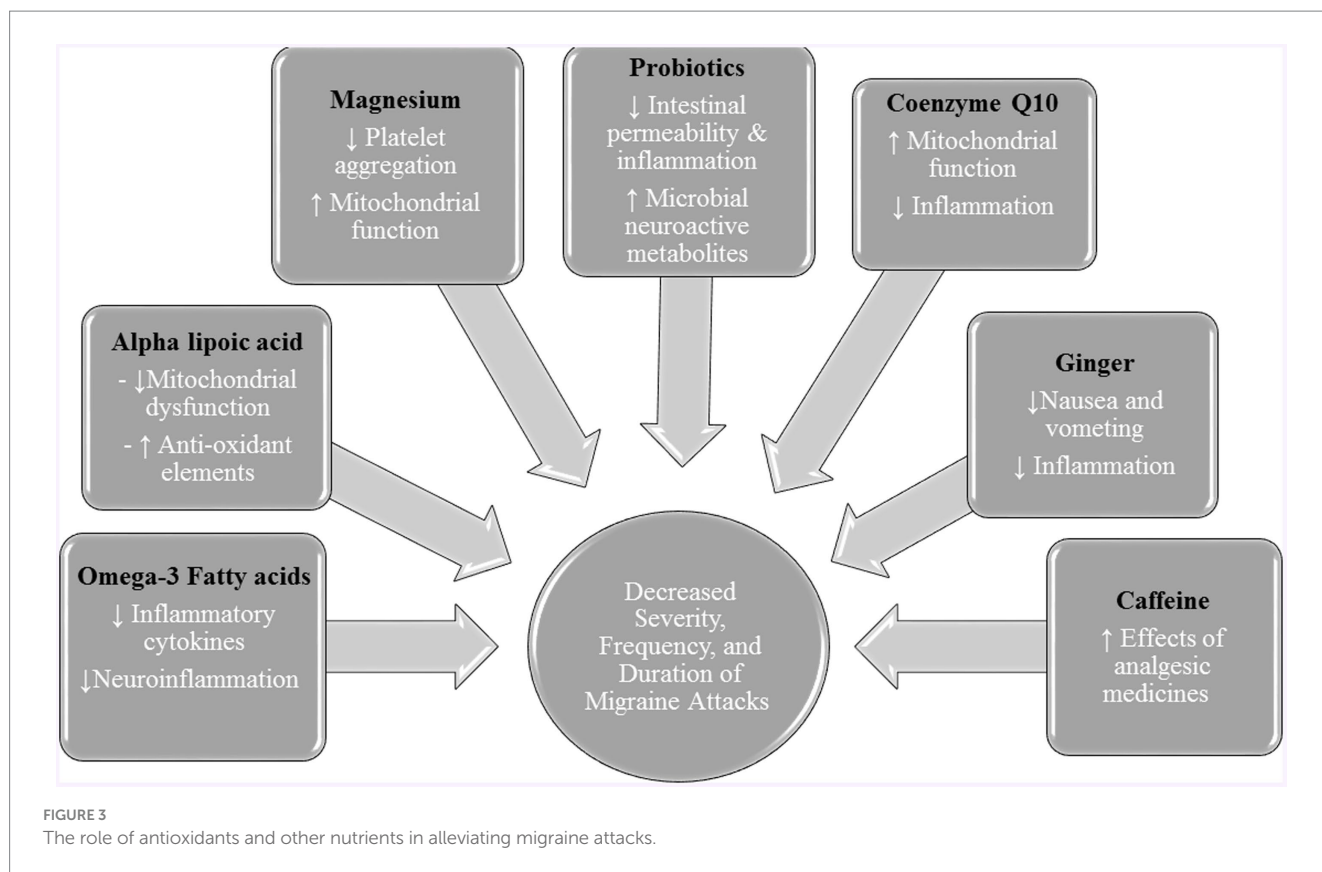 Magnesium
↓ Platelet
aggregation
↑ Mitochondrial
function
Probiotics
↓ Intestinal
permeability &
inflammation
↑ Microbial
neuroactive
metabolites
Coenzyme Q10
↑ Mitochondrial
function
↓ Inflammation
Alpha lipoic acid
- ↓Mitochondrial
dysfunction
- ↑ Anti-oxidant
elements
Ginger
↓Nausea and
vometing
↓ Inflammation
Omega-3 Fatty acids
↓ Inflammatory
cytokines
↓Neuroinflammation
Decreased
Severity,
Frequency, and
Duration of
Migraine Attacks
Caffeine
↑ Effects of
analgesic
medicines
FIGURE 3
The role of antioxidants and other nutrients in alleviating migraine attacks.